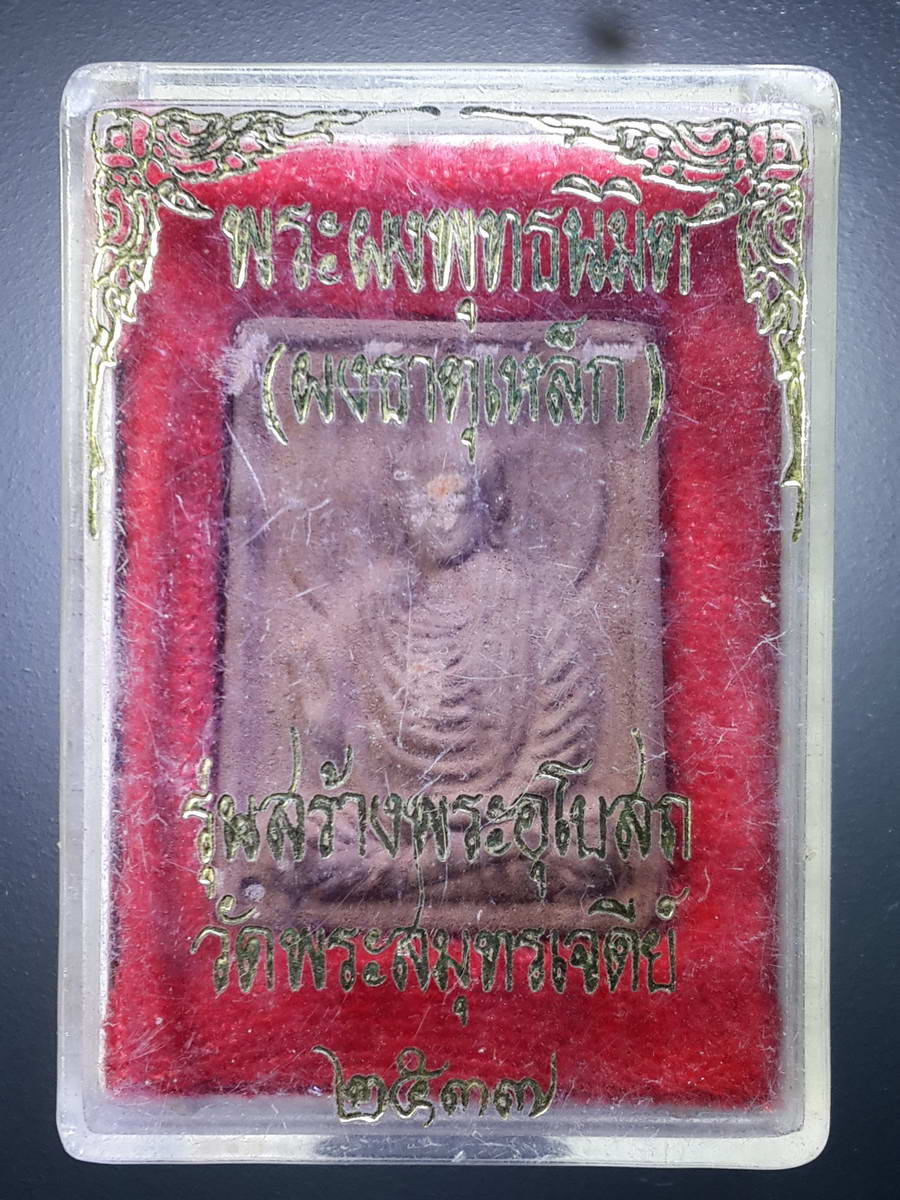 พระผงพุทธนิมิต
(ผงธาตุเหล็ก)
รุ่นสร้างพระอุโบสถ
วัดพระสมุทรเจดีย์
๒๕๓๗